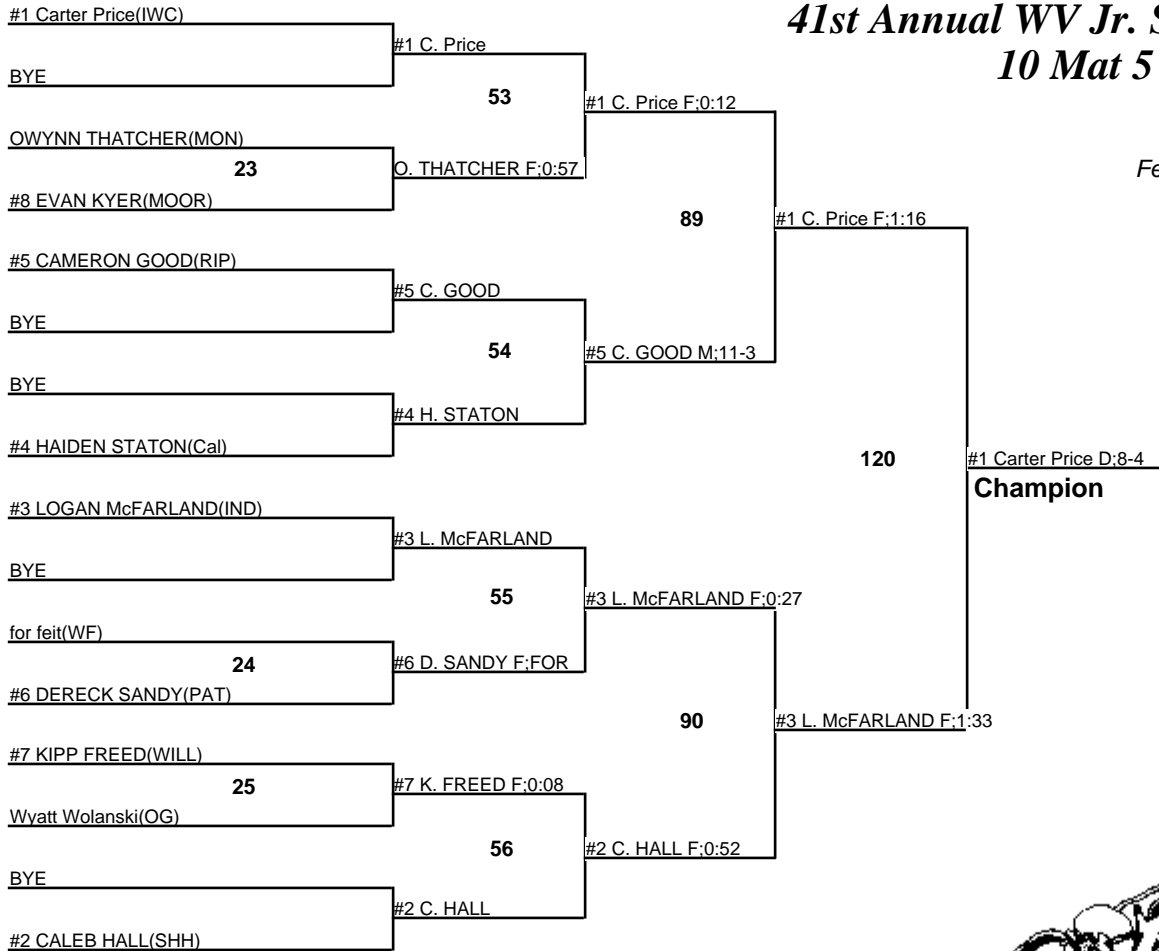 41st Annual WV Jr.
10 Mat 5
#1 Carter Price(IWC)
BYE
OWYNN THATCHER(MON)
23
#8 EVAN KYER(MOOR)
#5 CAMERON GOOD(RIP)
BYE
BYE
#4 HAIDEN STATON(Cal)
#3 LOGAN McFARLAND(IND)
BYE
for feit(WF)
24
#6 DERECK SANDY(PAT)
#7 KIPP FREED(WILL)
25
Wyatt Wolanski(OG)
BYE
#2 CALEB HALL(SHH)
#1 C. Price
53
O. THATCHER F;0:57
#5 C. GOOD
54
#4 H. STATON
#3 L. McFARLAND
55
#6 D. SANDY F;FOR
#7 K. FREED F;0:08
56
#2 C. HALL
#1 C. Price F;0:12
89
#5 C. GOOD M;11-3
#3 L. McFARLAND F;0:27
90
#2 C. HALL F;0:52
#1 C. Price F;1:16
120
#3 L. McFARLAND F;1:33
#1 Carter Price D;8-4
Champion